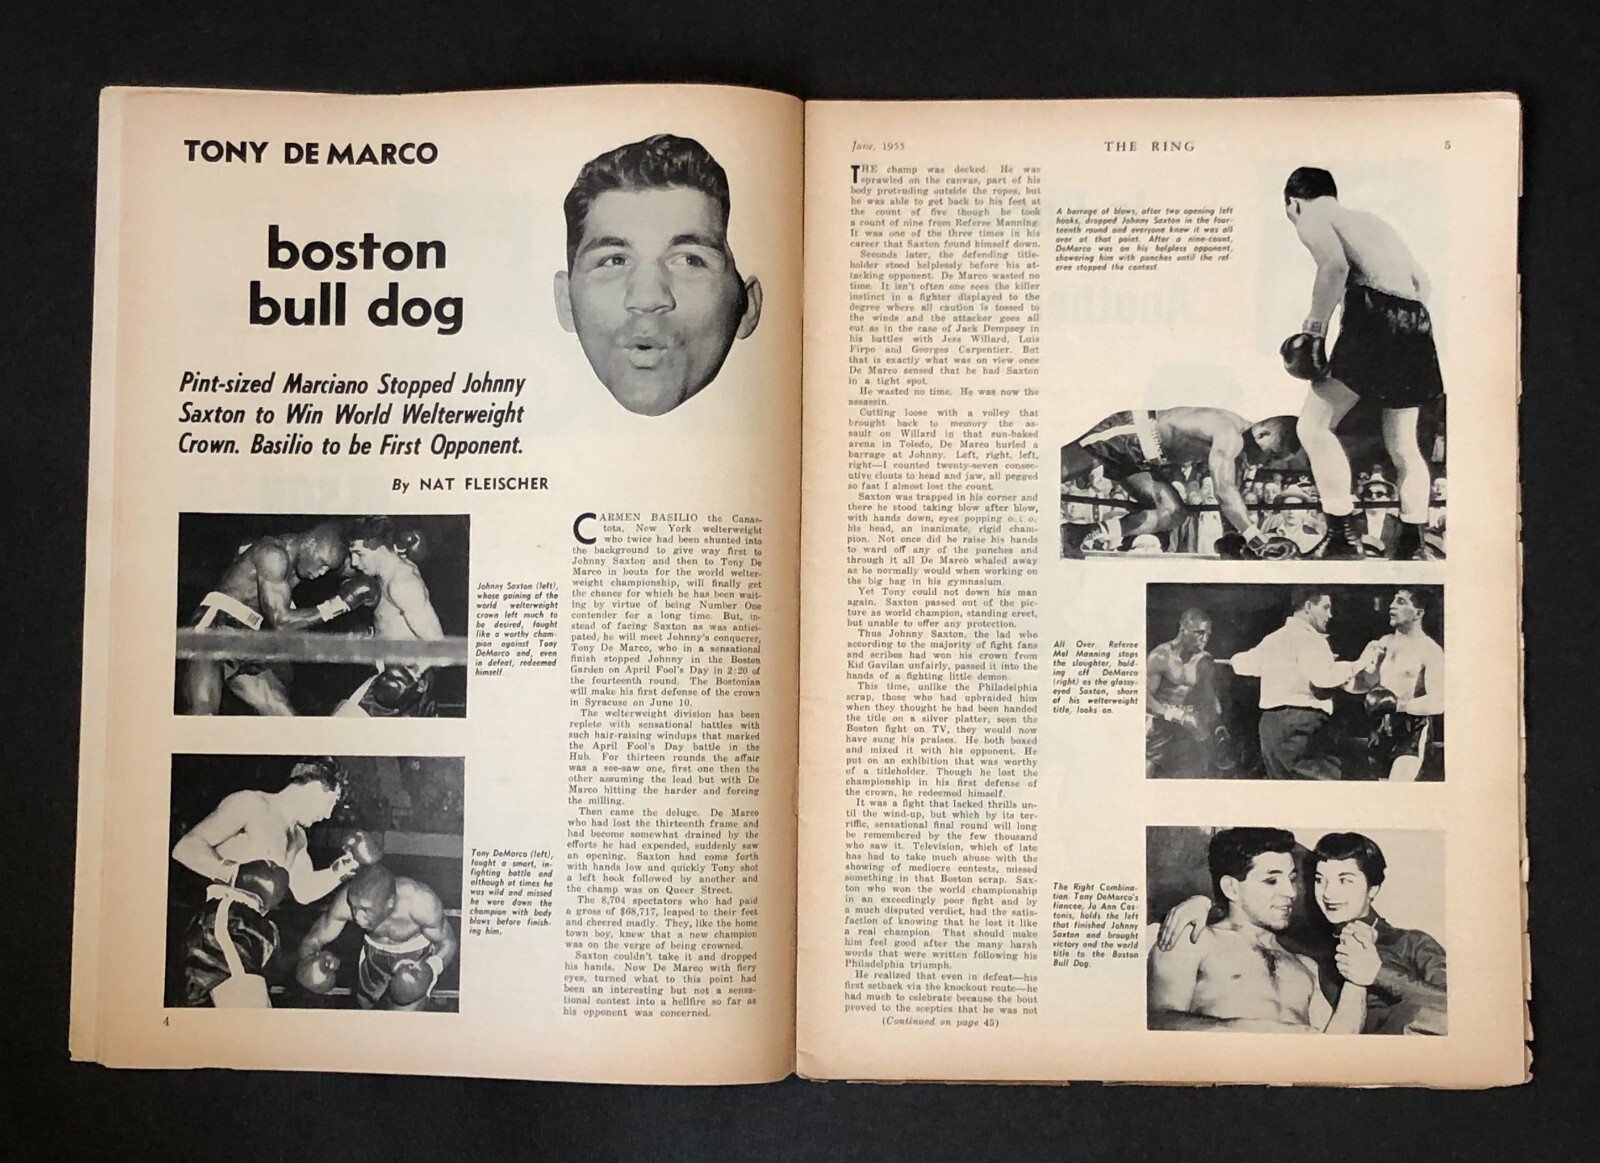 TONY DE MARCO
boston
bull dog
Pint-sized Marciano Stopped Johnny
Saxton to Win World Welterweight
Crown. Basilio to be First Opponent.
By NAT FLEISCHER
Johnny Saxton (left),
whose gaining of the
world welterweight
crown left much to
be desired, fought
like a worthy cham-
pion against Tony
DeMarco and, even
in defeat, redeemed
himself.
Tony DeMarco (left),
fought a smart, in-
fighting battle and
although at times he
was wild and missed
he wore down the
champion with body
blows before finish-
ing him.
CARMEN BASILIO the Canas-
tota, New York welterweight
who twice had been shunted into
the background to give way first to
Johnny Saxton and then to Tony De
Marco in bouts for the world welter-
weight championship, will finally get
the chance for which he has been wait-
ing by virtue of being Number One
contender for a long time. But, in-
stead of facing Saxton as was antici-
pated, he will meet Johnny's conquerer,
Tony De Marco, who in a sensational
finish stopped Johnny in the Boston
Garden on April Fool's Day in 2:20 of
the fourteenth round. The Bostonian
will make his first defense of the crown
in Syracuse on June 10.
The welterweight division has been
replete with sensational battles with
such hair-raising windups that marked
the April Fool's Day battle in the
Hub. For thirteen rounds the affair
was a see-saw one, first one then the
other assuming the lead but with De
Marco hitting the harder and forcing
the milling.
Then came the deluge. De Marco
who had lost the thirteenth frame and
had become somewhat drained by the
efforts he had expended, suddenly saw
an opening. Saxton had come forth
with hands low and quickly Tony shot
a left hook followed by another and
the champ was on Queer Street.
The 8,704 spectators who had paid
a gross of $68,717, leaped to their feet
and cheered madly. They, like the home
town boy, knew that a new champion
was on the verge of being crowned.
Saxton couldn't take it and dropped
his hands. Now De Marco with fiery
eyes, turned what to this point had
been an interesting but not a sensa-
tional contest into a hellfire so far as
his opponent was concerned.
4
June, 1955
THE RING
5
THE champ was decked. He was
sprawled on the canvas, part of his
body protruding outside the ropes, but
he was able to get back to his feet at
the count of five though he took
a count of nine from Referee Manning.
It was one of the three times in his
career that Saxton found himself down.
Seconds later, the defending title-
holder stood helplessly before his at-
tacking opponent. De Marco wasted no
time. It isn't often one sees the killer
instinct in a fighter displayed to the
degree where all caution is tossed to
the winds and the attacker goes all
out as in the case of Jack Dempsey in
his battles with Jess Willard, Luis
Firpo and Georges Carpentier. But
that is exactly what was on view once
De Marco sensed that he had Saxton
in a tight spot.
He wasted no time. He was now the
assassin.
Cutting loose with a volley that
brought back to memory the as-
sault on Willard in that sun-baked
arena in Toledo, De Marco hurled a
barrage at Johnny. Left, right, left,
right—I counted twenty-seven consec-
utive clouts to head and jaw, all pegged
so fast I almost lost the count.
Saxton was trapped in his corner and
there he stood taking blow after blow,
with hands down, eyes popping
his head, an inanimate, rigid cham-
pion. Not once did he raise his hands
to ward off any of the punches and
through it all De Marco whaled away
as he normally would when working on
the big bag in his gymnasium.
Yet Tony could not down his man
again. Saxton passed out of the pic-
ture as world champion, standing erect,
but unable to offer any protection.
Thus Johnny Saxton, the lad who
according to the majority of fight fans
and scribes had won his crown from
Kid Gavilan unfairly, passed it into the
hands of a fighting little demon.
This time, unlike the Philadelphia
scrap, those who had upbraided him
when they thought he had been handed
the title on a silver platter, seen the
Boston fight on TV, they would now
have sung his praises. He both boxed
and mixed it with his opponent. He
put on an exhibition that was worthy
of a titleholder. Though he lost the
championship in his first defense of
the crown, he redeemed himself.
It was a fight that lacked thrills un-
til the wind-up, but which by its ter-
riffic, sensational final round will long
be remembered by the few thousand
who saw it. Television, which of late
has had to take much abuse with the
showing of mediocre contests, missed
something in that Boston scrap. Sax-
ton who won the world championship
in an exceedingly poor fight and by
a much disputed verdict, had the satis-
faction of knowing that he lost it like
a real champion. That should make
him feel good after the many harsh
words that were written following his
Philadelphia triumph.
He realized that even in defeat—his
first setback via the knockout route—he
had much to celebrate because the bout
proved to the sceptics that he was not
(Continued on page 45)
A barrage of blows, after two opening left
hooks, dropped Johnny Saxton in the four-
teenth round and everyone knew it was all
over at that point. After a nine-count,
DeMarco was on his helpless opponent,
showering him with punches until the ref-
eree stopped the contest.
All Over Referee
Mel Manning stops
the slaughter, hold-
ing off DeMarco
(right) as the glassy-
eyed Saxton, shorn
of his welterweight
title, looks on.
The Right Combina-
tion. Tony DeMarco's
fiancee, Jo Ann Cos-
tonis, holds the left
that finished Johnny
Saxton and brought
victory and the world
title to the Boston
Bull Dog.